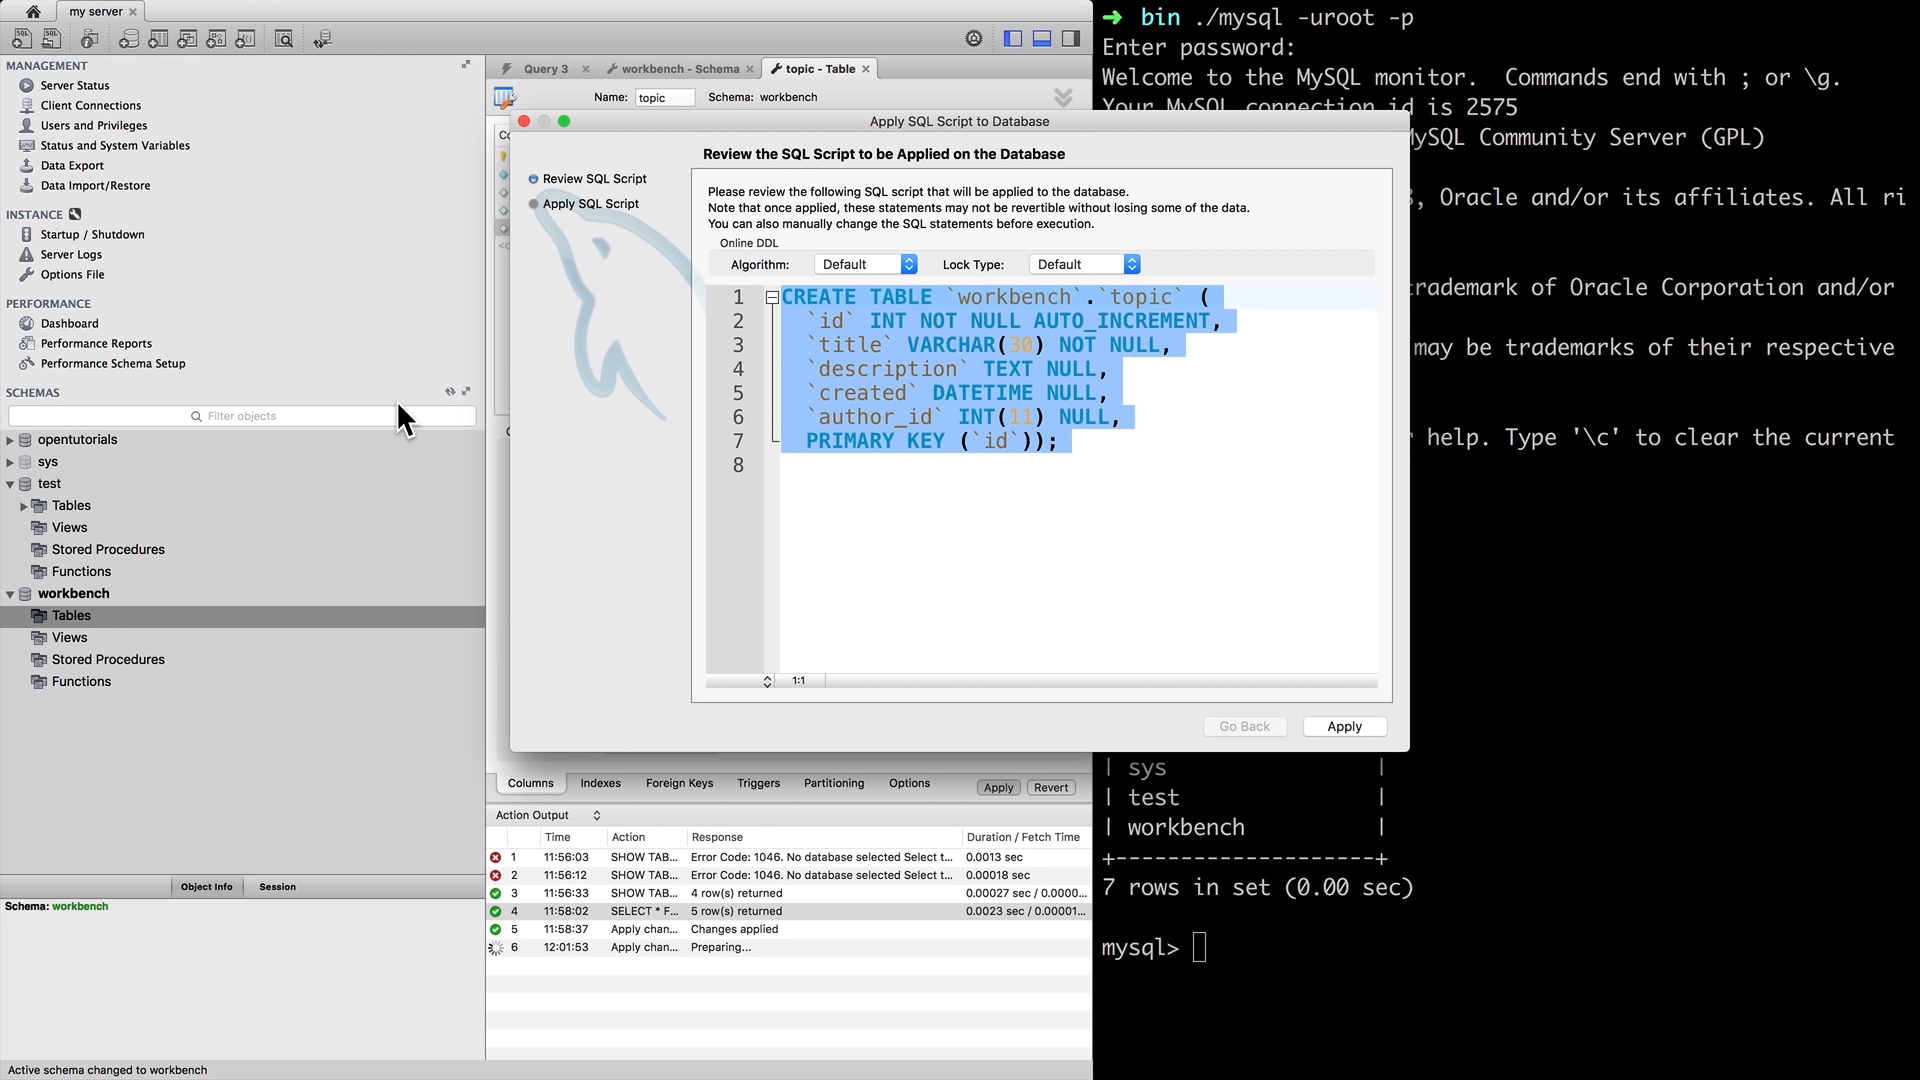 my server
MANAGEMENT
Server Status
Client Connections
Users and Privileges
Status and System Variables
Data Export
Data Import/Restore
INSTANCE
Startup / Shutdown
Server Logs
Options File
PERFORMANCE
Dashboard
Performance Reports
Performance Schema Setup
SCHEMAS
Filter objects
opentutorials
sys
test
Tables
Views
Stored Procedures
Functions
workbench
Tables
Views
Stored Procedures
Functions
Object Info Session
Schema: workbench
Active schema changed to workbench
Query 3 workbench - Schema topic - Table
Name: topic Schema: workbench
Apply SQL Script to Database
Review SQL Script
Apply SQL Script
Review the SQL Script to be Applied on the Database
Please review the following SQL script that will be applied to the database.
Note that once applied, these statements may not be revertible without losing some of the data.
You can also manually change the SQL statements before execution.
Online DDL
Algorithm: Default Lock Type: Default
1 CREATE TABLE `workbench`.`topic` (
2 `id` INT NOT NULL AUTO_INCREMENT,
3 `title` VARCHAR(30) NOT NULL,
4 `description` TEXT NULL,
5 `created` DATETIME NULL,
6 `author_id` INT(11) NULL,
7 PRIMARY KEY (`id`));
8
1:1
Go Back Apply
Columns Indexes Foreign Keys Triggers Partitioning Options Apply Revert
Action Output
Time Action Response Duration / Fetch Time
1 11:56:03 SHOW TAB... Error Code: 1046. No database selected Select t... 0.0013 sec
2 11:56:12 SHOW TAB... Error Code: 1046. No database selected Select t... 0.00018 sec
3 11:56:33 SHOW TAB... 4 row(s) returned 0.00027 sec / 0.0000...
4 11:58:02 SELECT * F... 5 row(s) returned 0.0023 sec / 0.00001...
5 11:58:37 Apply chan... Changes applied
6 12:01:53 Apply chan... Preparing...
➜ bin ./mysql -uroot -p
Enter password:
Welcome to the MySQL monitor. Commands end with ; or \g.
Your MySQL connection id is 2575
MySQL Community Server (GPL)
, Oracle and/or its affiliates. All ri
trademark of Oracle Corporation and/or
may be trademarks of their respective
help. Type '\c' to clear the current
| sys |
| test |
| workbench |
+--------------------+
7 rows in set (0.00 sec)
mysql>